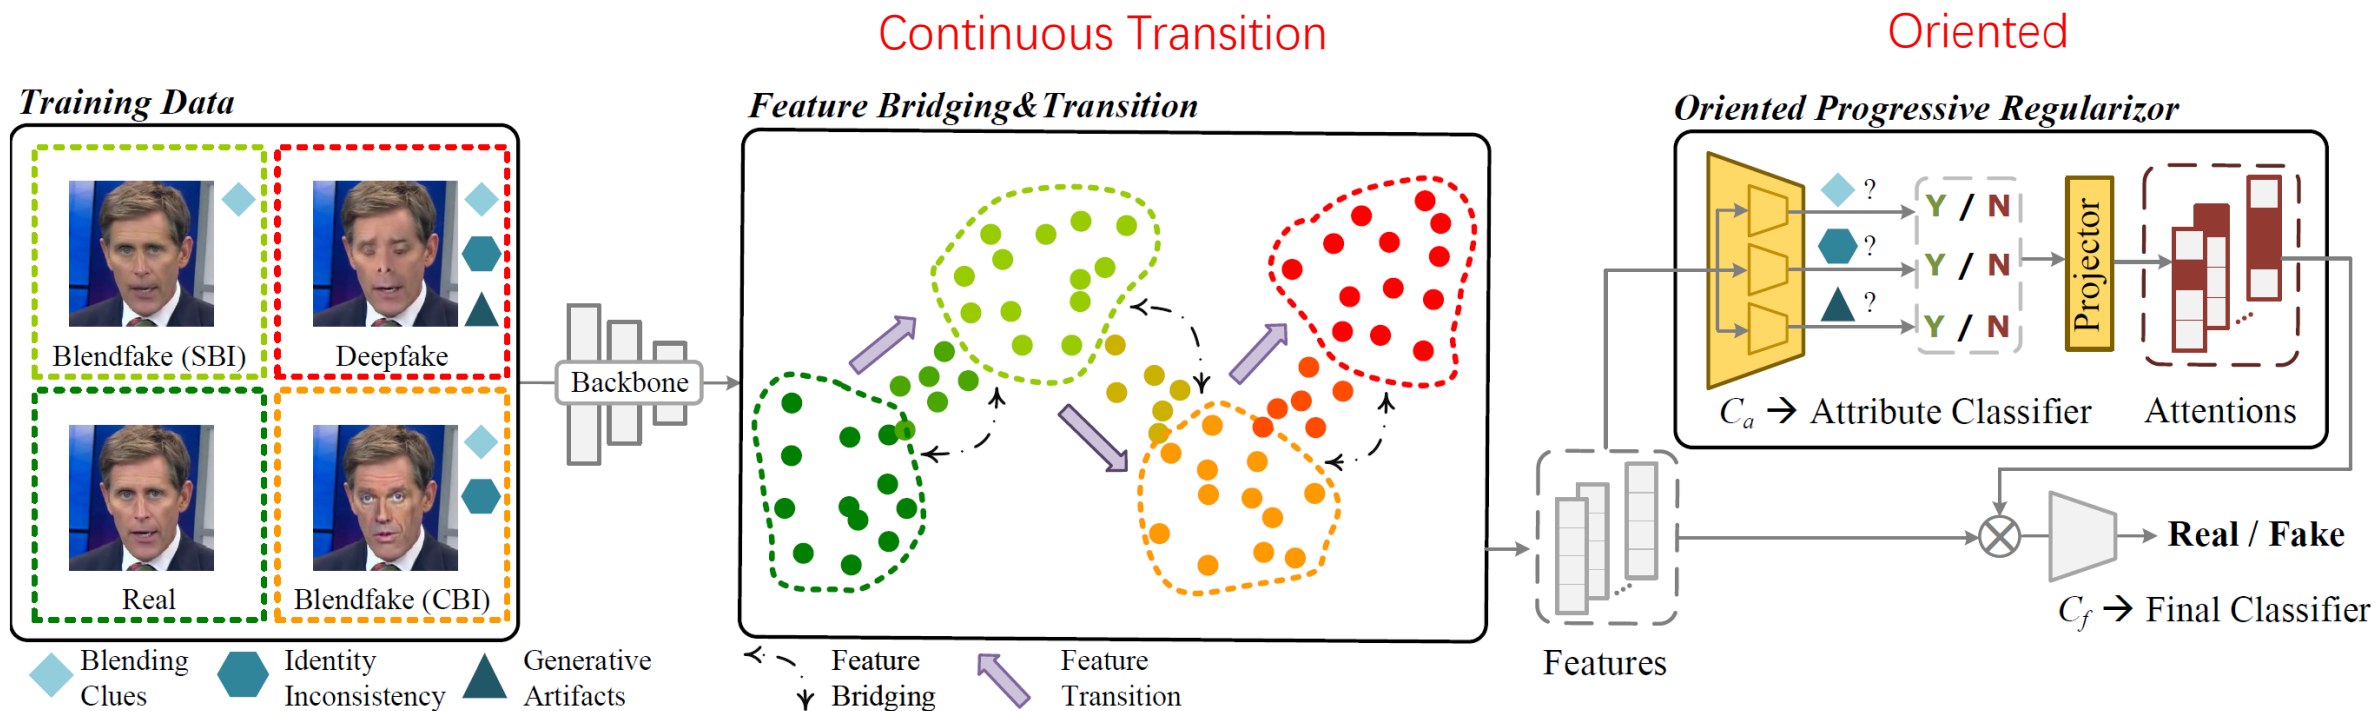 Continuous Transition
Oriented
Training Data
Feature Bridging&Transition
Oriented Progressive Regularizor
Blendfake (SBI)
Deepfake
Real
Blendfake (CBI)
Backbone
?
?
?
Y / N
Y / N
Y / N
Projector
Cₐ → Attribute Classifier
Attentions
Real / Fake
C_f → Final Classifier
Features
Blending
Clues
Identity
Inconsistency
Generative
Artifacts
Feature
Bridging
Feature
Transition